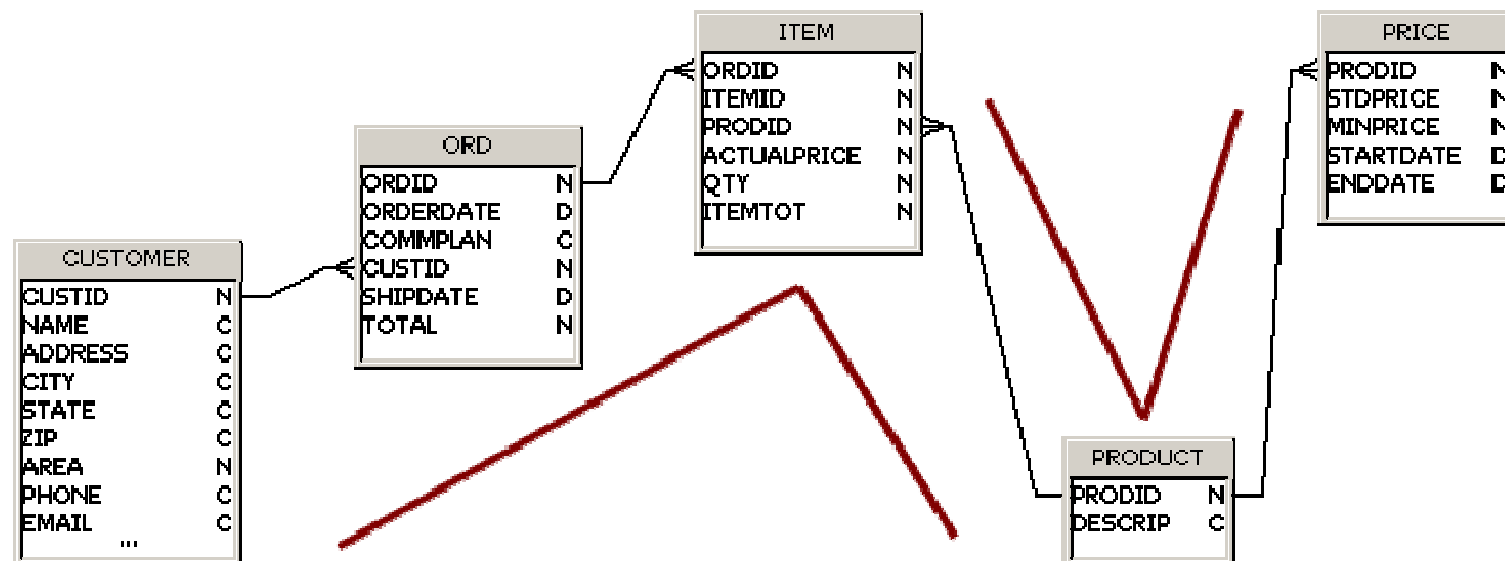 CUSTOMER
CUSTID N
NAME C
ADDRESS C
CITY C
STATE C
ZIP C
AREA N
PHONE C
EMAIL C
...
ORD
ORDID N
ORDERDATE D
COMMPLAN C
CUSTID N
SHIPDATE D
TOTAL N
ITEM
ORDID N
ITEMID N
PRODID N
ACTUALPRICE N
QTY N
ITEMTOT N
PRODUCT
PRODID N
DESCRIP C
PRICE
PRODID N
STDPRICE N
MINPRICE N
STARTDATE D
ENDDATE D